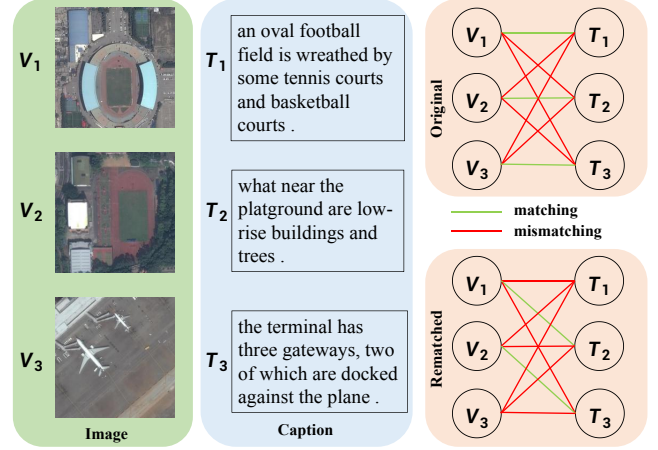 V1
V2
V3
Image
T1
an oval football
field is wreathed by
some tennis courts
and basketball
courts .
T2
what near the
platground are low-
rise buildings and
trees .
T3
the terminal has
three gateways, two
of which are docked
against the plane .
Caption
Original
V1 T1
V2 T2
V3 T3
matching
mismatching
Rematched
V1 T1
V2 T2
V3 T3